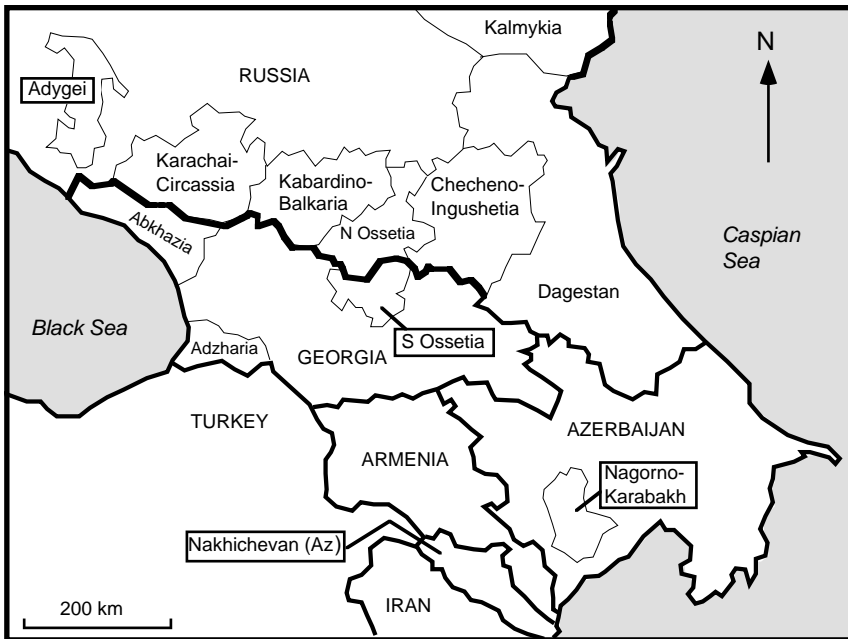 Kalmykia
N
RUSSIA
Adygei
Karachai-
Circassia
Kabardino-
Balkaria
Checheno-
Ingushetia
N Ossetia
Abkhazia
Caspian
Sea
Dagestan
Black Sea
Adzharia
GEORGIA
S Ossetia
TURKEY
AZERBAIJAN
ARMENIA
Nagorno-
Karabakh
Nakhichevan (Az)
200 km
IRAN